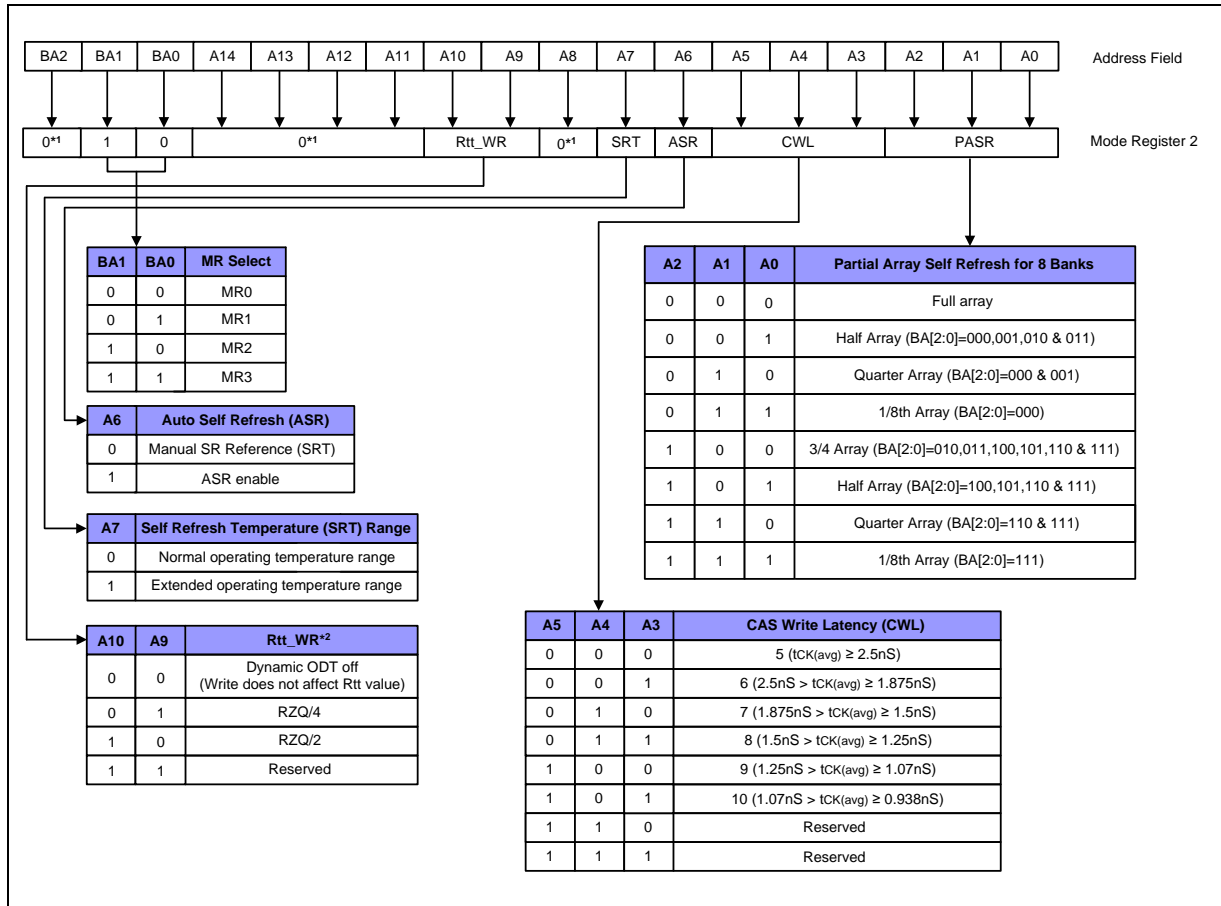 BA2 BA1 BA0 A14 A13 A12 A11 A10 A9 A8 A7 A6 A5 A4 A3 A2 A1 A0 Address Field
0*1 1 0 0*1 Rtt_WR 0*1 SRT ASR CWL PASR Mode Register 2
BA1 BA0 MR Select
0 0 MR0
0 1 MR1
1 0 MR2
1 1 MR3
A6 Auto Self Refresh (ASR)
0 Manual SR Reference (SRT)
1 ASR enable
A7 Self Refresh Temperature (SRT) Range
0 Normal operating temperature range
1 Extended operating temperature range
A10 A9 Rtt_WR*2
0 0 Dynamic ODT off
(Write does not affect Rtt value)
0 1 RZQ/4
1 0 RZQ/2
1 1 Reserved
A2 A1 A0 Partial Array Self Refresh for 8 Banks
0 0 0 Full array
0 0 1 Half Array (BA[2:0]=000,001,010 & 011)
0 1 0 Quarter Array (BA[2:0]=000 & 001)
0 1 1 1/8th Array (BA[2:0]=000)
1 0 0 3/4 Array (BA[2:0]=010,011,100,101,110 & 111)
1 0 1 Half Array (BA[2:0]=100,101,110 & 111)
1 1 0 Quarter Array (BA[2:0]=110 & 111)
1 1 1 1/8th Array (BA[2:0]=111)
A5 A4 A3 CAS Write Latency (CWL)
0 0 0 5 (tCK(avg) ≥ 2.5nS)
0 0 1 6 (2.5nS > tCK(avg) ≥ 1.875nS)
0 1 0 7 (1.875nS > tCK(avg) ≥ 1.5nS)
0 1 1 8 (1.5nS > tCK(avg) ≥ 1.25nS)
1 0 0 9 (1.25nS > tCK(avg) ≥ 1.07nS)
1 0 1 10 (1.07nS > tCK(avg) ≥ 0.938nS)
1 1 0 Reserved
1 1 1 Reserved